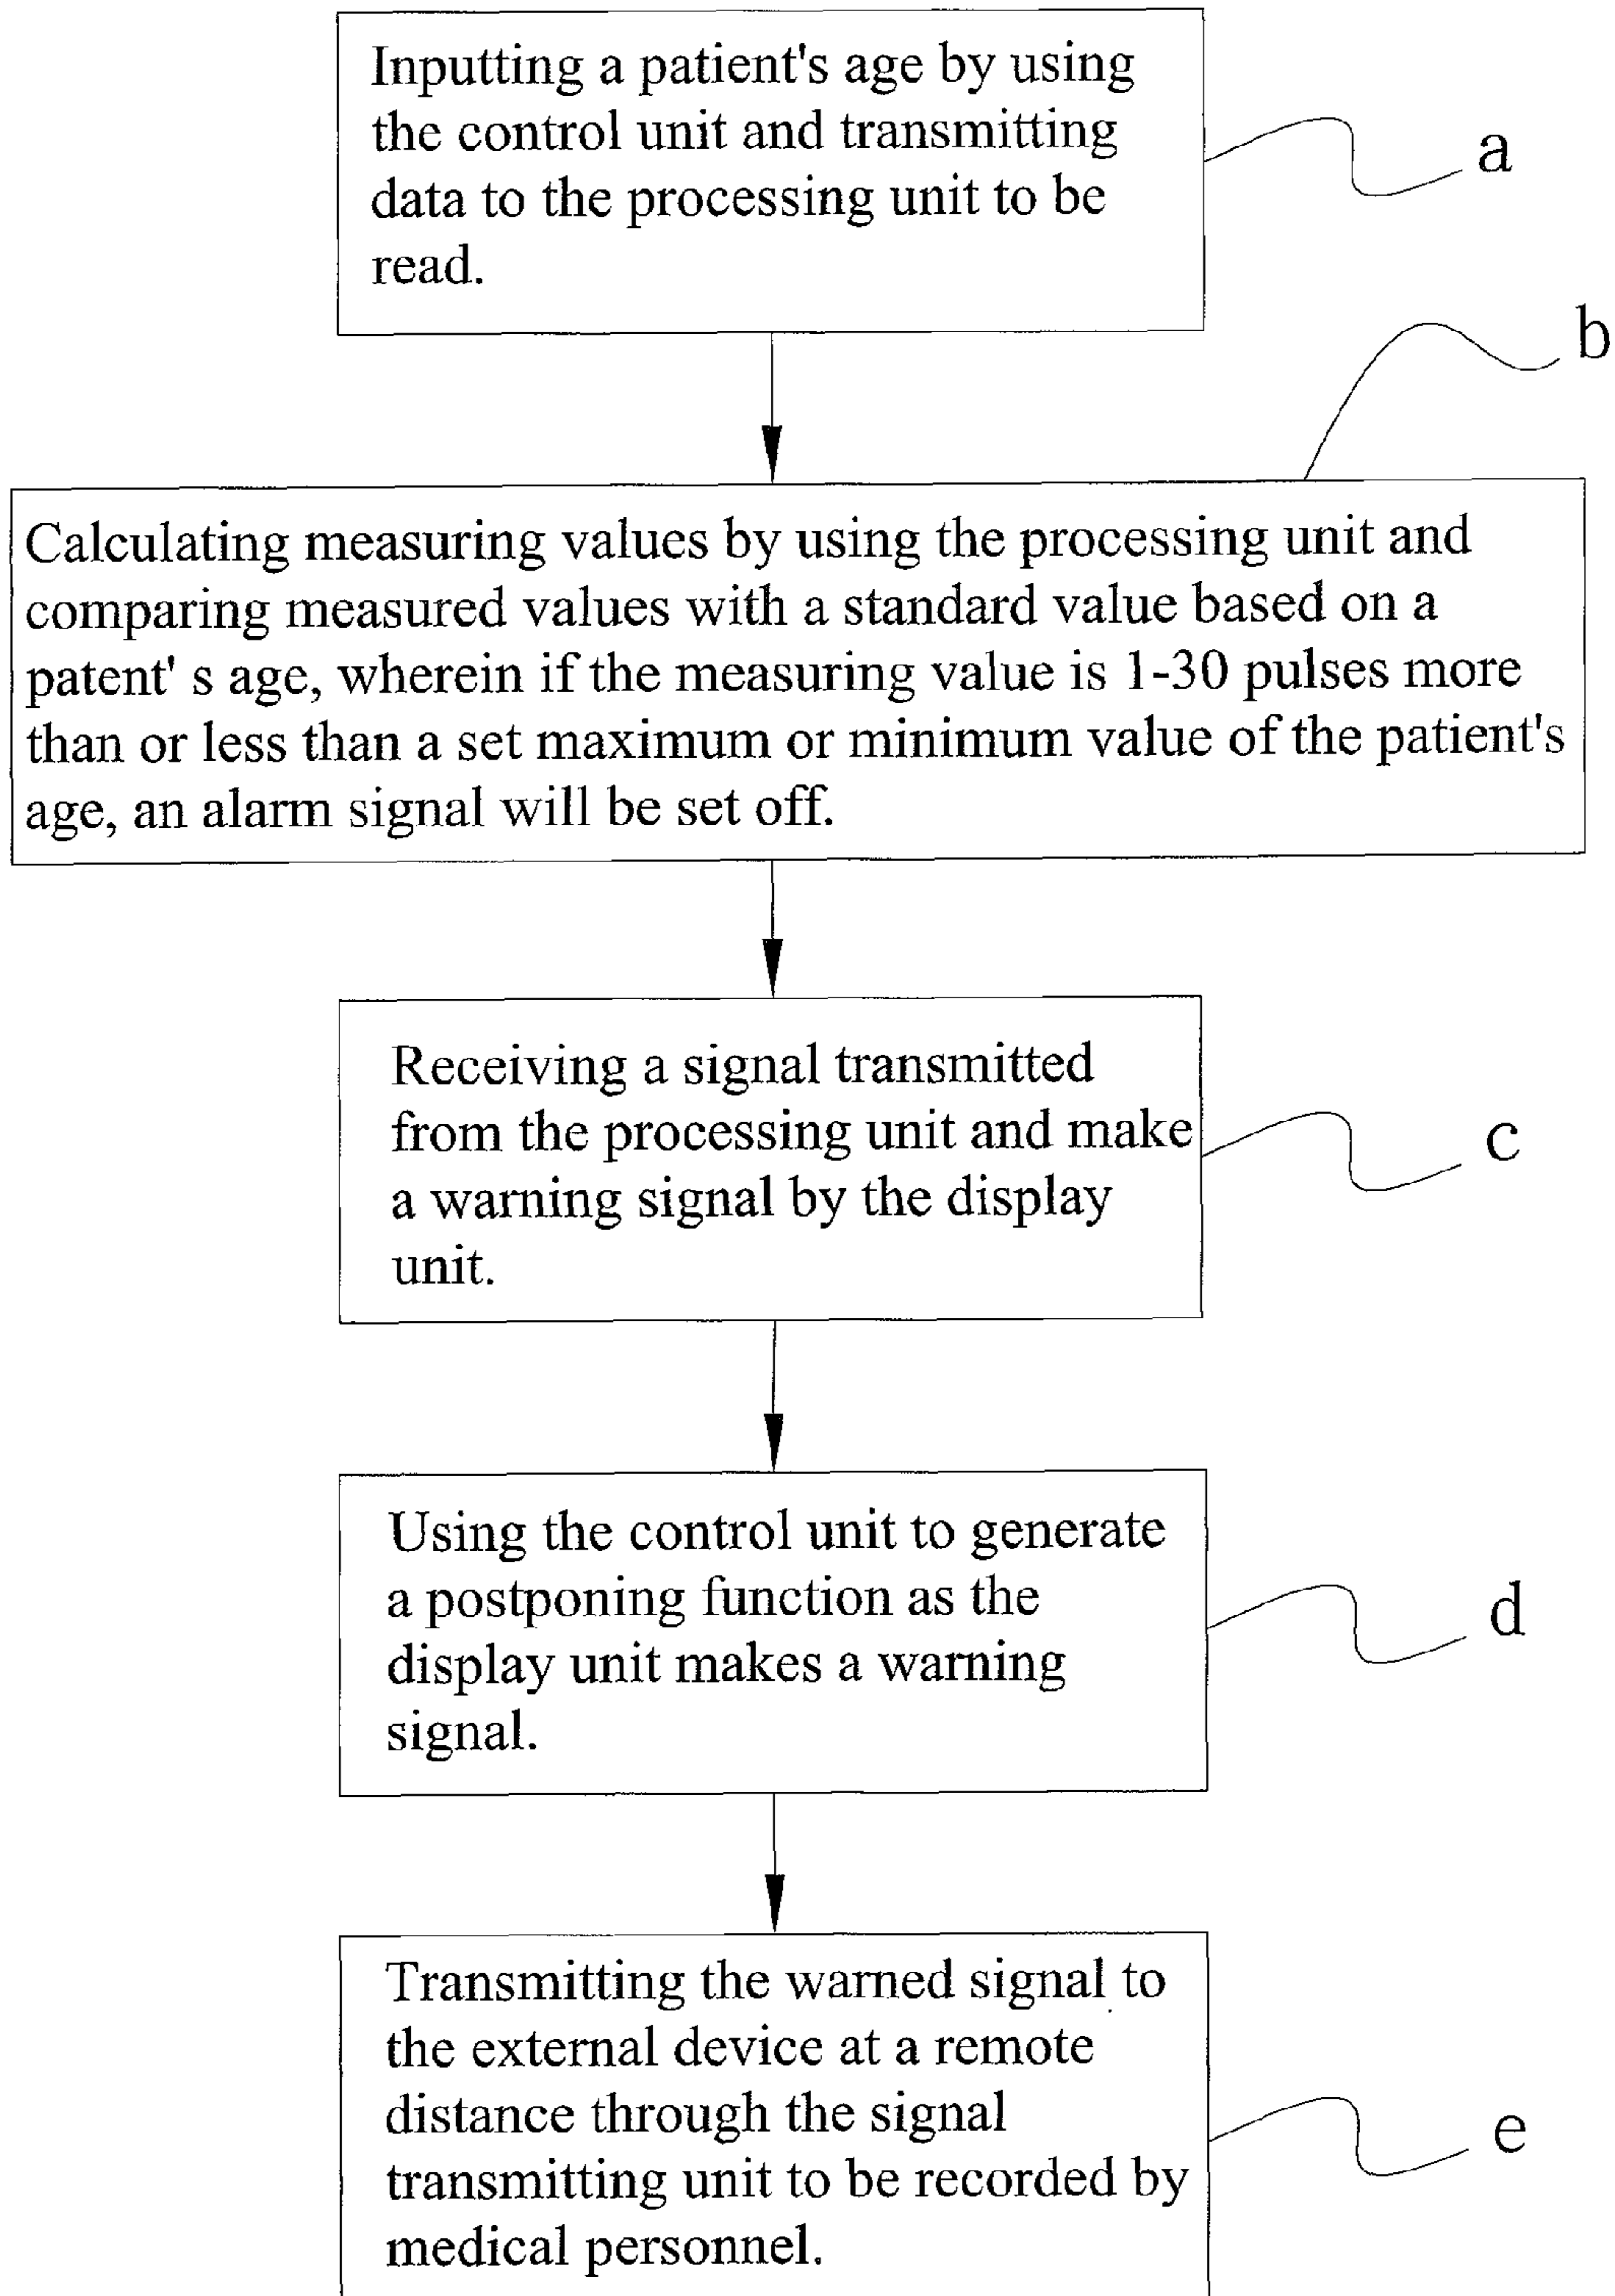 Inputting a patient's age by using
the control unit and transmitting
data to the processing unit to be
read.
a
b
Calculating measuring values by using the processing unit and
comparing measured values with a standard value based on a
patent' s age, wherein if the measuring value is 1-30 pulses more
than or less than a set maximum or minimum value of the patient's
age, an alarm signal will be set off.
Receiving a signal transmitted
from the processing unit and make
a warning signal by the display
unit.
c
Using the control unit to generate
a postponing function as the
display unit makes a warning
signal.
d
Transmitting the warned signal to
the external device at a remote
distance through the signal
transmitting unit to be recorded by
medical personnel.
e